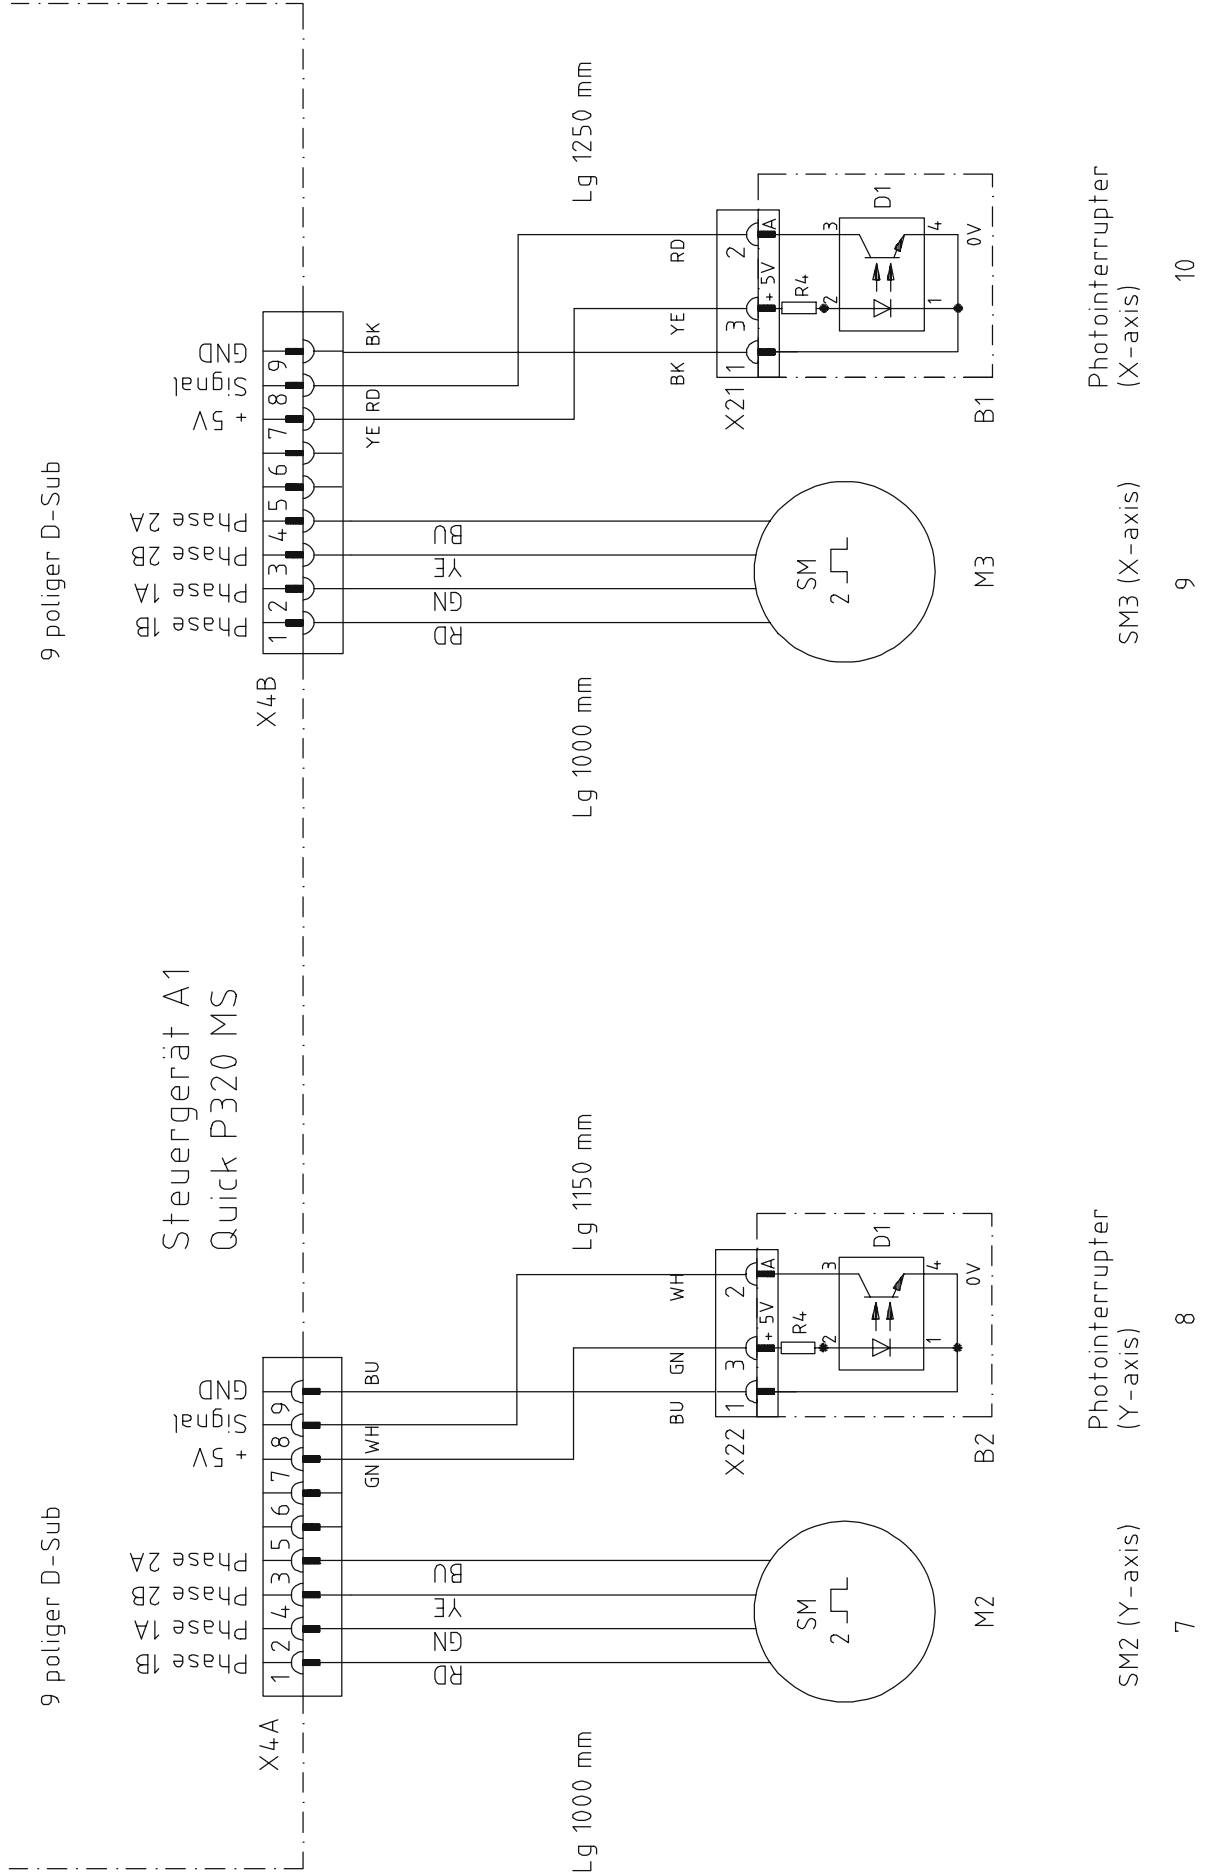 9 poliger D-Sub
9 poliger D-Sub
Steuergerät A1
Quick P320 MS
Phase 1B
Phase 1A
Phase 2B
Phase 2A
+ 5V
Signal
GND
X4A
1 2 4 3 5 6 7 8 9
Phase 1B
Phase 1A
Phase 2B
Phase 2A
+ 5V
Signal
GND
X4B
1 2 3 4 5 6 7 8 9
RD GN YE BU
GN WH BU
RD GN YE BU
YE RD BK
Lg 1000 mm
Lg 1150 mm
Lg 1000 mm
Lg 1250 mm
BU GN WH
BK YE RD
X22
1 3 2
+ 5V A
X21
1 3 2
+ 5V A
SM
2
R4
2 3
D1
1 4
0V
SM
2
R4
2 3
D1
1 4
0V
M2
B2
M3
B1
SM2 (Y-axis)
Photointerrupter
(Y-axis)
SM3 (X-axis)
Photointerrupter
(X-axis)
7 8 9 10